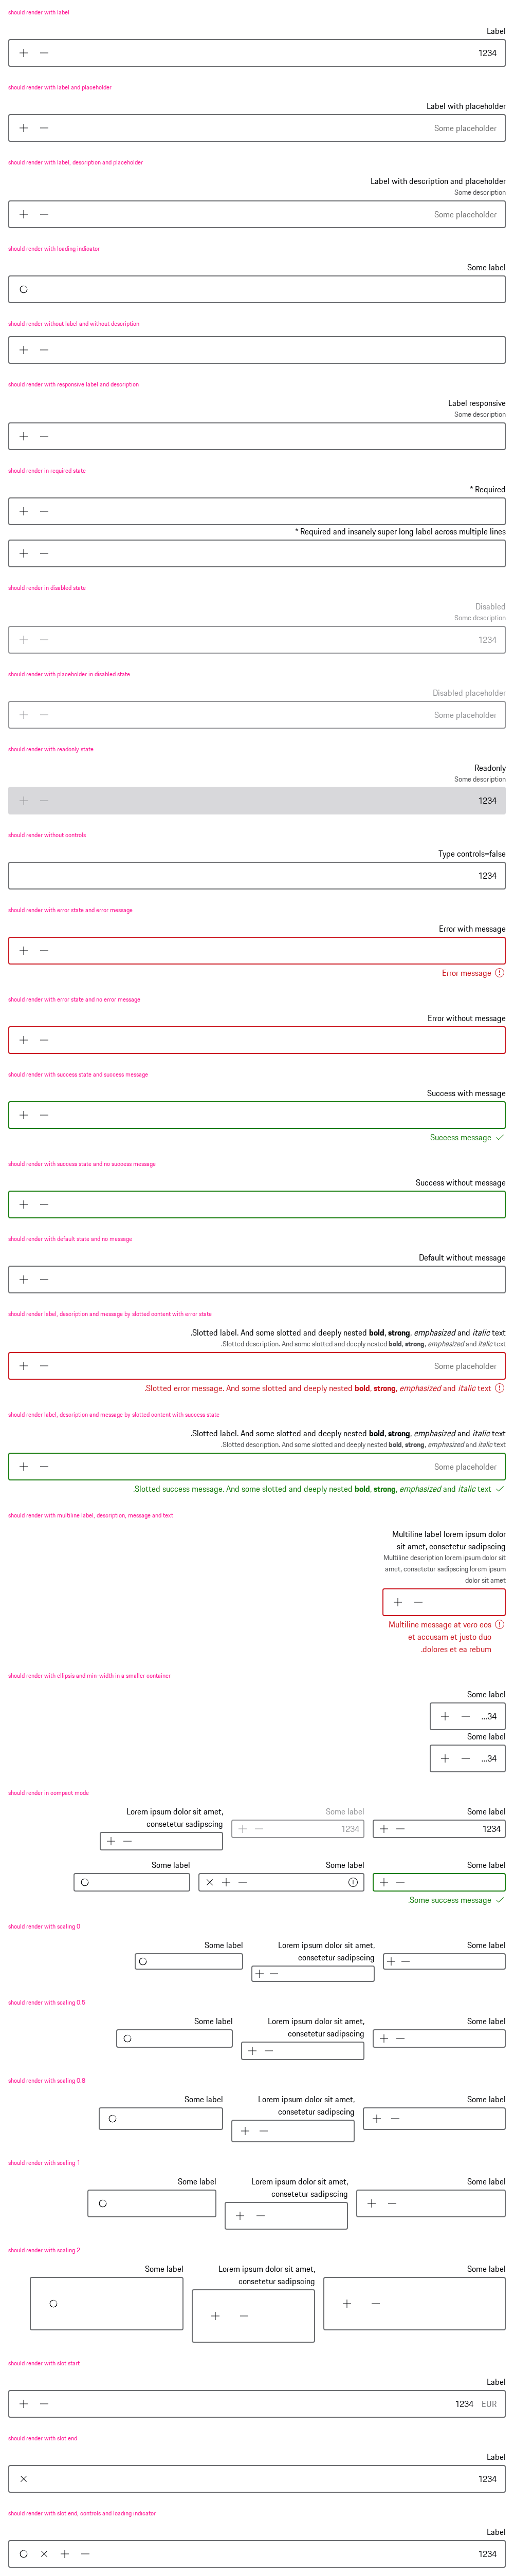 should render with label
Label
1234
should render with label and placeholder
Label with placeholder
Some placeholder
should render with label, description and placeholder
Label with description and placeholder
Some description
Some placeholder
should render with loading indicator
Some label
should render without label and without description
should render with responsive label and description
Label responsive
Some description
should render in required state
* Required
* Required and insanely super long label across multiple lines
should render in disabled state
Disabled
Some description
1234
should render with placeholder in disabled state
Disabled placeholder
Some placeholder
should render with readonly state
Readonly
Some description
1234
should render without controls
Type controls=false
1234
should render with error state and error message
Error with message
Error message
should render with error state and no error message
Error without message
should render with success state and success message
Success with message
Success message
should render with success state and no success message
Success without message
should render with default state and no message
Default without message
should render label, description and message by slotted content with error state
.Slotted label. And some slotted and deeply nested bold, strong, emphasized and italic text
.Slotted description. And some slotted and deeply nested bold, strong, emphasized and italic text
Some placeholder
.Slotted error message. And some slotted and deeply nested bold, strong, emphasized and italic text
should render label, description and message by slotted content with success state
.Slotted label. And some slotted and deeply nested bold, strong, emphasized and italic text
.Slotted description. And some slotted and deeply nested bold, strong, emphasized and italic text
Some placeholder
.Slotted success message. And some slotted and deeply nested bold, strong, emphasized and italic text
should render with multiline label, description, message and text
Multiline label lorem ipsum dolor
sit amet, consetetur sadipscing
Multiline description lorem ipsum dolor sit
amet, consetetur sadipscing lorem ipsum
dolor sit amet
Multiline message at vero eos
et accusam et justo duo
.dolores et ea rebum
should render with ellipsis and min-width in a smaller container
Some label
...34
Some label
...34
should render in compact mode
Lorem ipsum dolor sit amet,
consetetur sadipscing
Some label
1234
Some label
1234
Some label
Some label
Some label
.Some success message
should render with scaling 0
Some label
Lorem ipsum dolor sit amet,
consetetur sadipscing
Some label
should render with scaling 0.5
Some label
Lorem ipsum dolor sit amet,
consetetur sadipscing
Some label
should render with scaling 0.8
Some label
Lorem ipsum dolor sit amet,
consetetur sadipscing
Some label
should render with scaling 1
Some label
Lorem ipsum dolor sit amet,
consetetur sadipscing
Some label
should render with scaling 2
Some label
Lorem ipsum dolor sit amet,
consetetur sadipscing
Some label
should render with slot start
Label
1234 EUR
should render with slot end
Label
1234
should render with slot end, controls and loading indicator
Label
1234